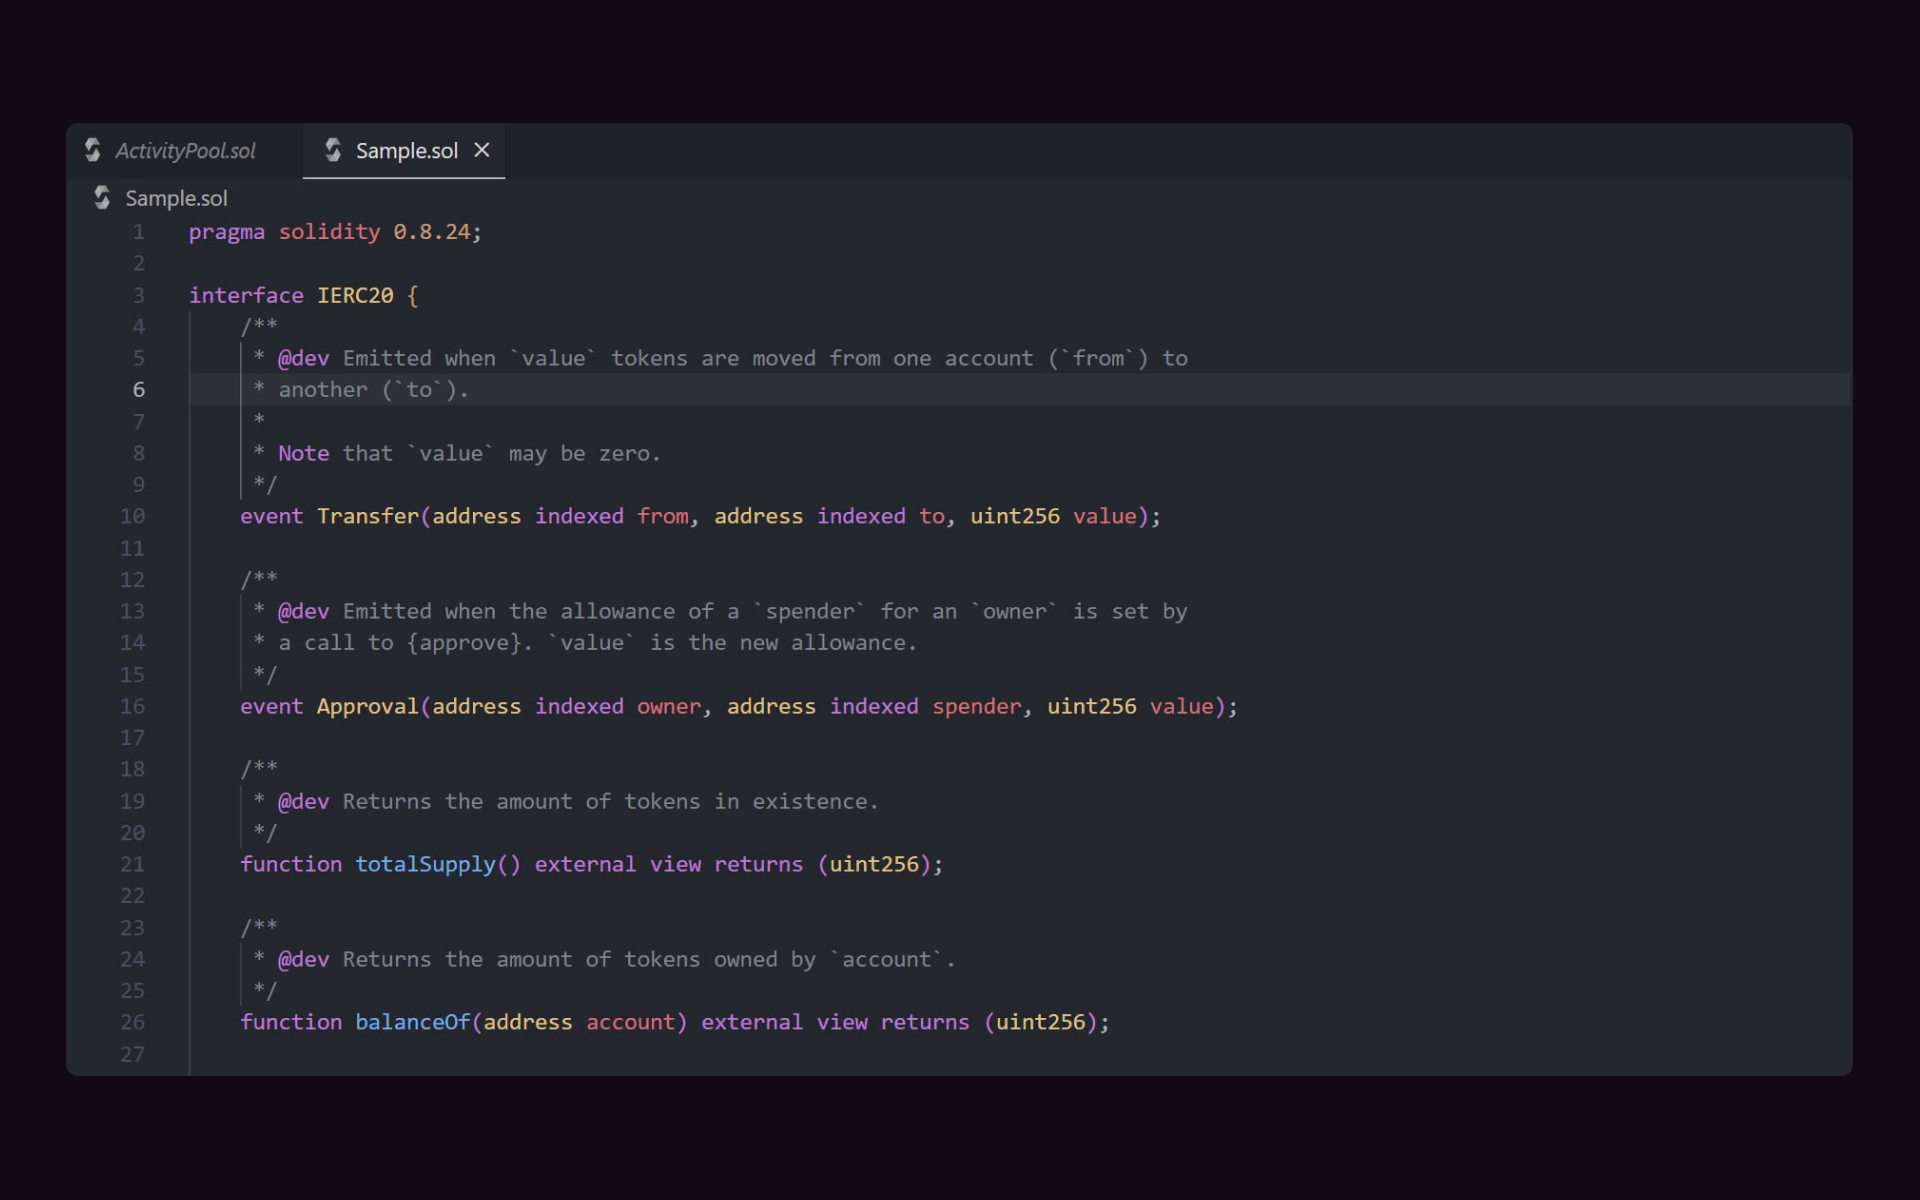 ActivityPool.sol Sample.sol
Sample.sol
1 pragma solidity 0.8.24;
2
3 interface IERC20 {
4     /**
5      * @dev Emitted when `value` tokens are moved from one account (`from`) to
6      * another (`to`).
7      *
8      * Note that `value` may be zero.
9      */
10     event Transfer(address indexed from, address indexed to, uint256 value);
11
12     /**
13      * @dev Emitted when the allowance of a `spender` for an `owner` is set by
14      * a call to {approve}. `value` is the new allowance.
15      */
16     event Approval(address indexed owner, address indexed spender, uint256 value);
17
18     /**
19      * @dev Returns the amount of tokens in existence.
20      */
21     function totalSupply() external view returns (uint256);
22
23     /**
24      * @dev Returns the amount of tokens owned by `account`.
25      */
26     function balanceOf(address account) external view returns (uint256);
27